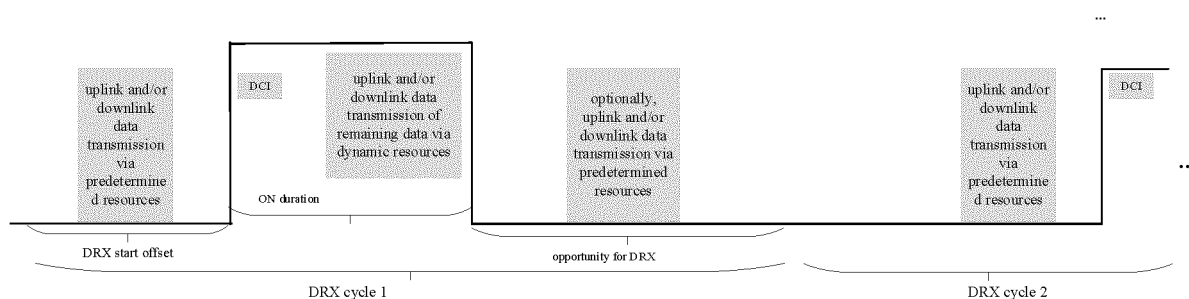 ...
uplink and/or
downlink
data
transmission
via
predetermine
d resources
DCI
uplink and/or
downlink data
transmission of
remaining data via
dynamic resources
ON duration
optionally,
uplink and/or
downlink data
transmission via
predetermined
resources
uplink and/or
downlink
data
transmission
via
predetermine
d resources
DCI
..
DRX start offset
opportunity for DRX
DRX cycle 1
DRX cycle 2